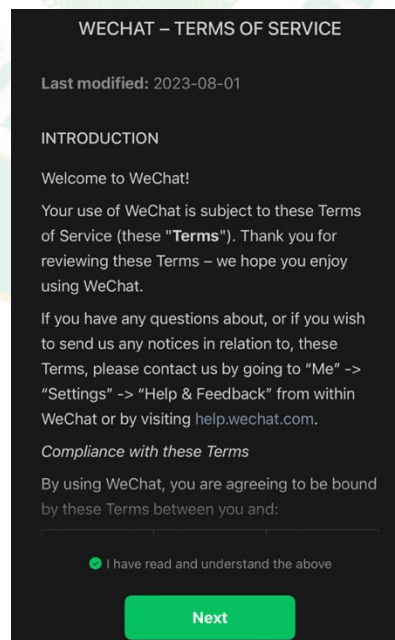 WECHAT – TERMS OF SERVICE
Last modified: 2023-08-01
INTRODUCTION
Welcome to WeChat!
Your use of WeChat is subject to these Terms
of Service (these "Terms"). Thank you for
reviewing these Terms – we hope you enjoy
using WeChat.
If you have any questions about, or if you wish
to send us any notices in relation to, these
Terms, please contact us by going to “Me” ->
“Settings” -> “Help & Feedback” from within
WeChat or by visiting help.wechat.com.
Compliance with these Terms
By using WeChat, you are agreeing to be bound
by these Terms between you and:
I have read and understand the above
Next